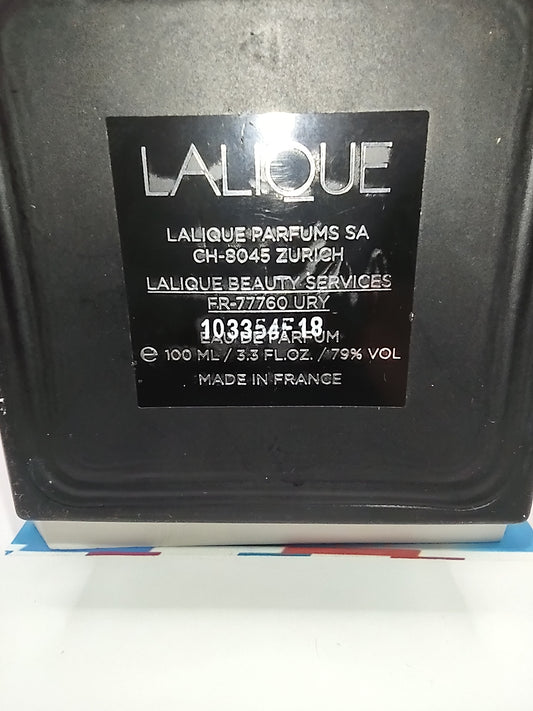 LALIQUE
LALIQUE PARFUMS SA
CH-8045 ZURICH
LALIQUE BEAUTY SERVICES
FR-77760 URY
103354F18
EAU DE PARFUM
℮ 100 ML / 3.3 FL.OZ. / 79% VOL
MADE IN FRANCE